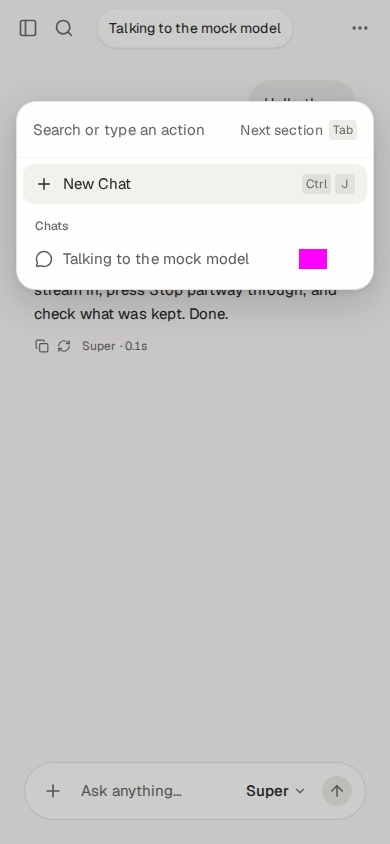 Talking to the mock model
Search or type an action
Next section Tab
New Chat
Ctrl J
Chats
Talking to the mock model
stream in, press Stop partway through, and
check what was kept. Done.
Super · 0.1s
Ask anything...
Super